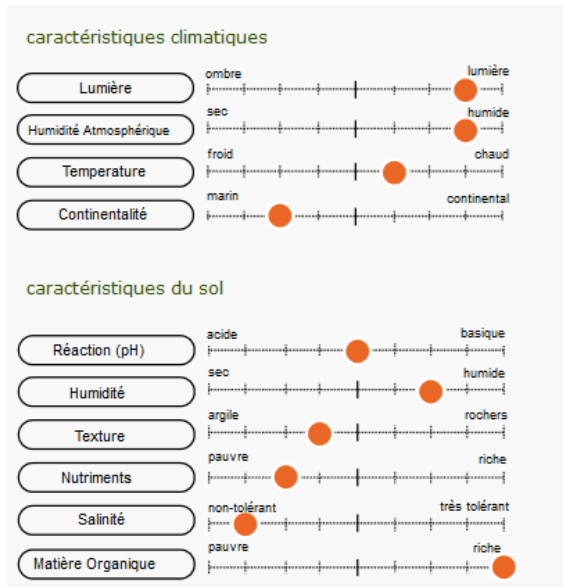 caractéristiques climatiques
ombre lumière
Lumière
sec humide
Humidité Atmosphérique
froid chaud
Temperature
marin continental
Continentalité
caractéristiques du sol
acide basique
Réaction (pH)
sec humide
Humidité
argile rochers
Texture
pauvre riche
Nutriments
non-tolérant très tolérant
Salinité
pauvre riche
Matière Organique